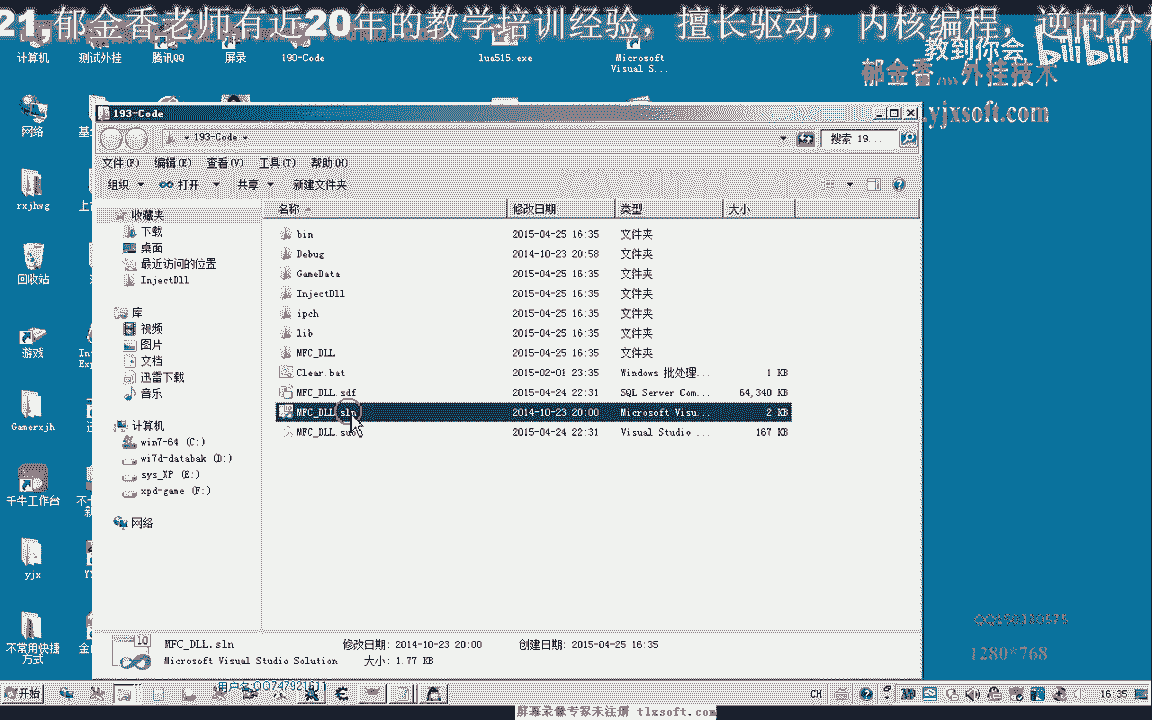 21,郁金香老师有近20年的教学培训经验，擅长驱动，内核编程，逆向分析
教到你会
bilibili
郁金香灬外挂技术
.yjxsoft.com
计算机
测试外挂
腾讯QQ
屏录
190-Code
lua515.exe
Microsoft
Visual S...
网络
rxjhwg
回收站
游戏
Gamerxjh
千牛工作台
yjx
不常用快捷
方式
193-Code
193-Code
搜索 19...
文件(F) 编辑(E) 查看(V) 工具(T) 帮助(H)
组织 打开 共享 新建文件夹
收藏夹
下载
桌面
最近访问的位置
InjectDll
库
视频
图片
文档
迅雷下载
音乐
计算机
win7-64 (C:)
wi7d-databak (D:)
sys_XP (E:)
xpd-game (F:)
网络
名称 修改日期 类型 大小
bin 2015-04-25 16:35 文件夹
Debug 2014-10-23 20:58 文件夹
GameData 2015-04-25 16:35 文件夹
InjectDll 2015-04-25 16:35 文件夹
ipch 2015-04-25 16:35 文件夹
lib 2015-04-25 16:35 文件夹
MFC_DLL 2015-04-25 16:35 文件夹
Clear.bat 2015-02-01 23:35 Windows 批处理... 1 KB
MFC_DLL.sdf 2015-04-24 22:31 SQL Server Com... 64,340 KB
MFC_DLL.sln 2014-10-23 20:00 Microsoft Visu... 2 KB
MFC_DLL.suo 2015-04-24 22:31 Visual Studio ... 167 KB
MFC_DLL.sln 修改日期: 2014-10-23 20:00 创建日期: 2015-04-25 16:35
Microsoft Visual Studio Solution 大小: 1.77 KB
1280*768
开始
CH
16:35
屏幕录像专家未注册 tlxsoft.com